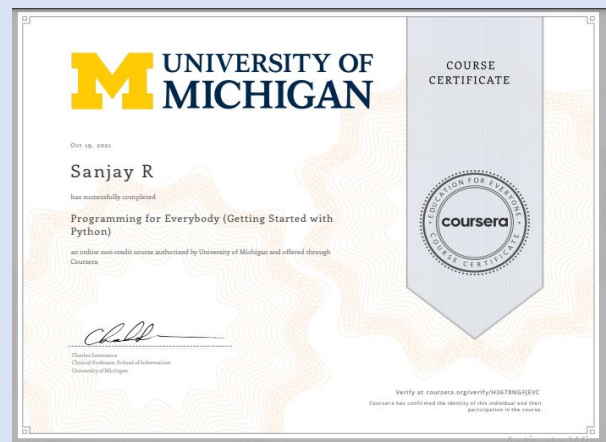 M UNIVERSITY OF
MICHIGAN
COURSE
CERTIFICATE
Oct 19, 2021
Sanjay R
has successfully completed
Programming for Everybody (Getting Started with
Python)
an online non-credit course authorized by University of Michigan and offered through
Coursera
EDUCATION FOR EVERYONE
coursera
COURSE CERTIFICATE
Charles Severance
Clinical Professor, School of Information
University of Michigan
Verify at coursera.org/verify/H3678NGFJEVC
Coursera has confirmed the identity of this individual and their
participation in the course.